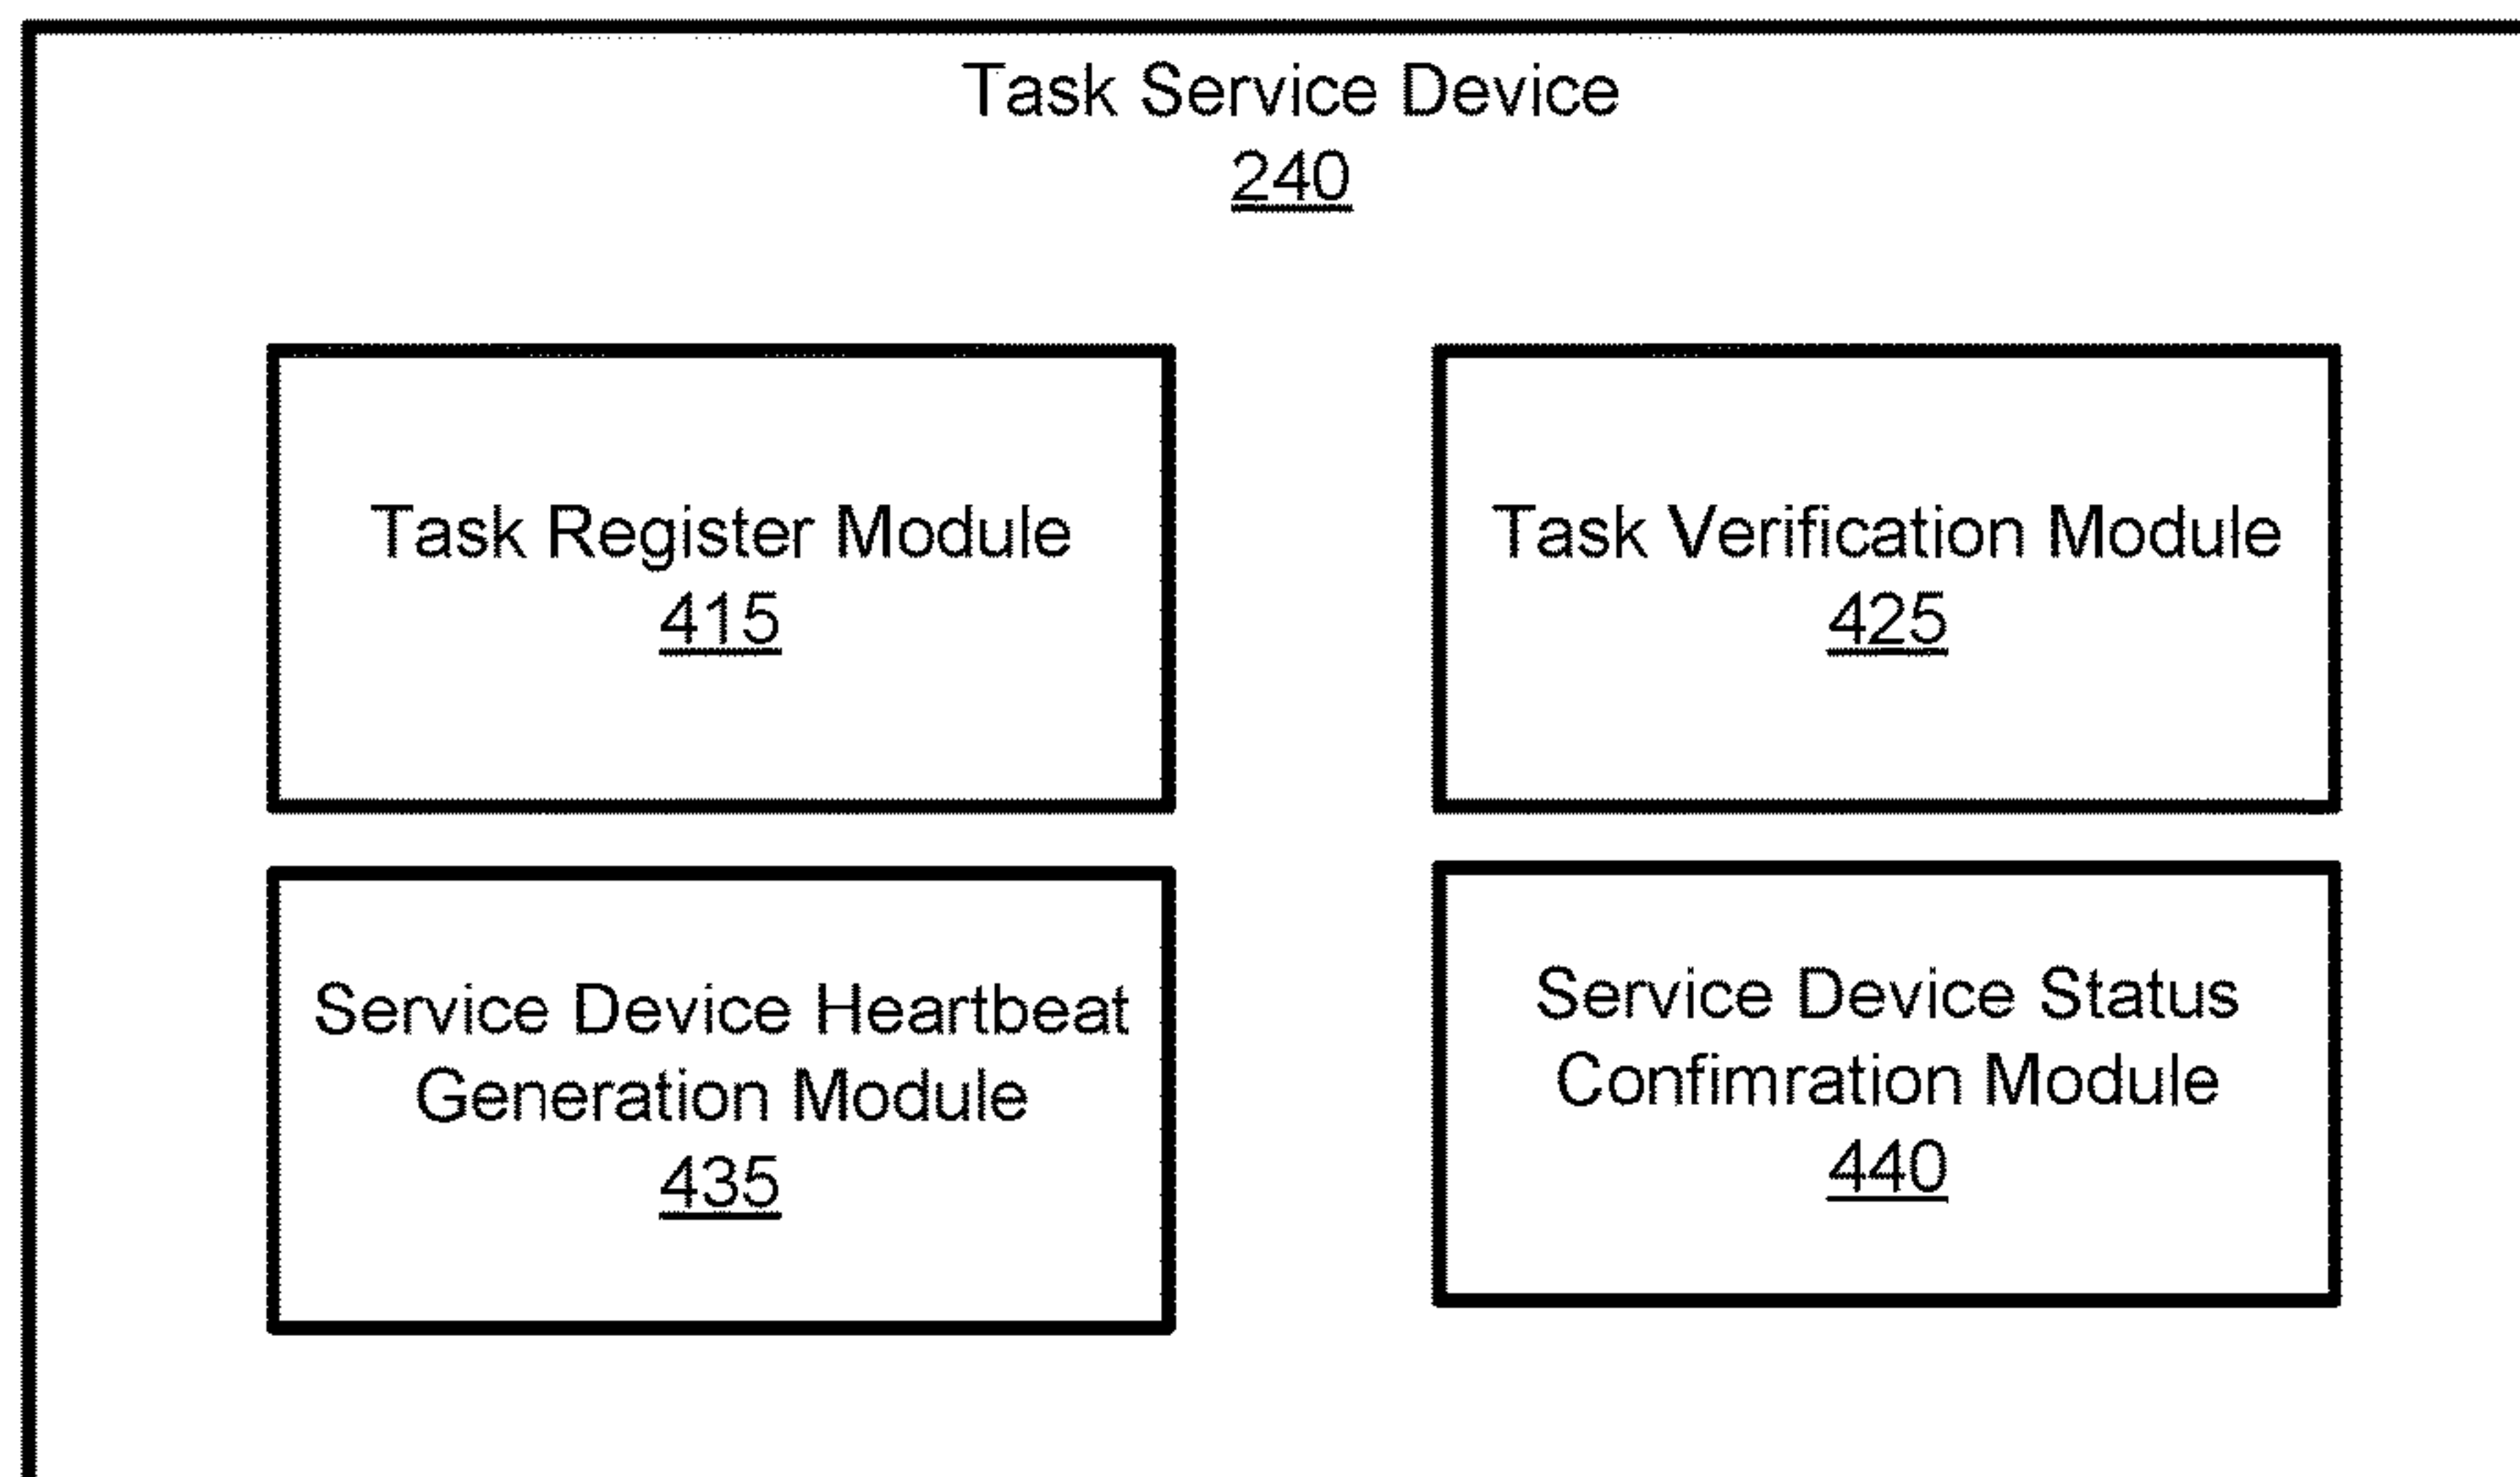 Task Service Device
240
Task Register Module
415
Task Verification Module
425
Service Device Heartbeat
Generation Module
435
Service Device Status
Confimration Module
440